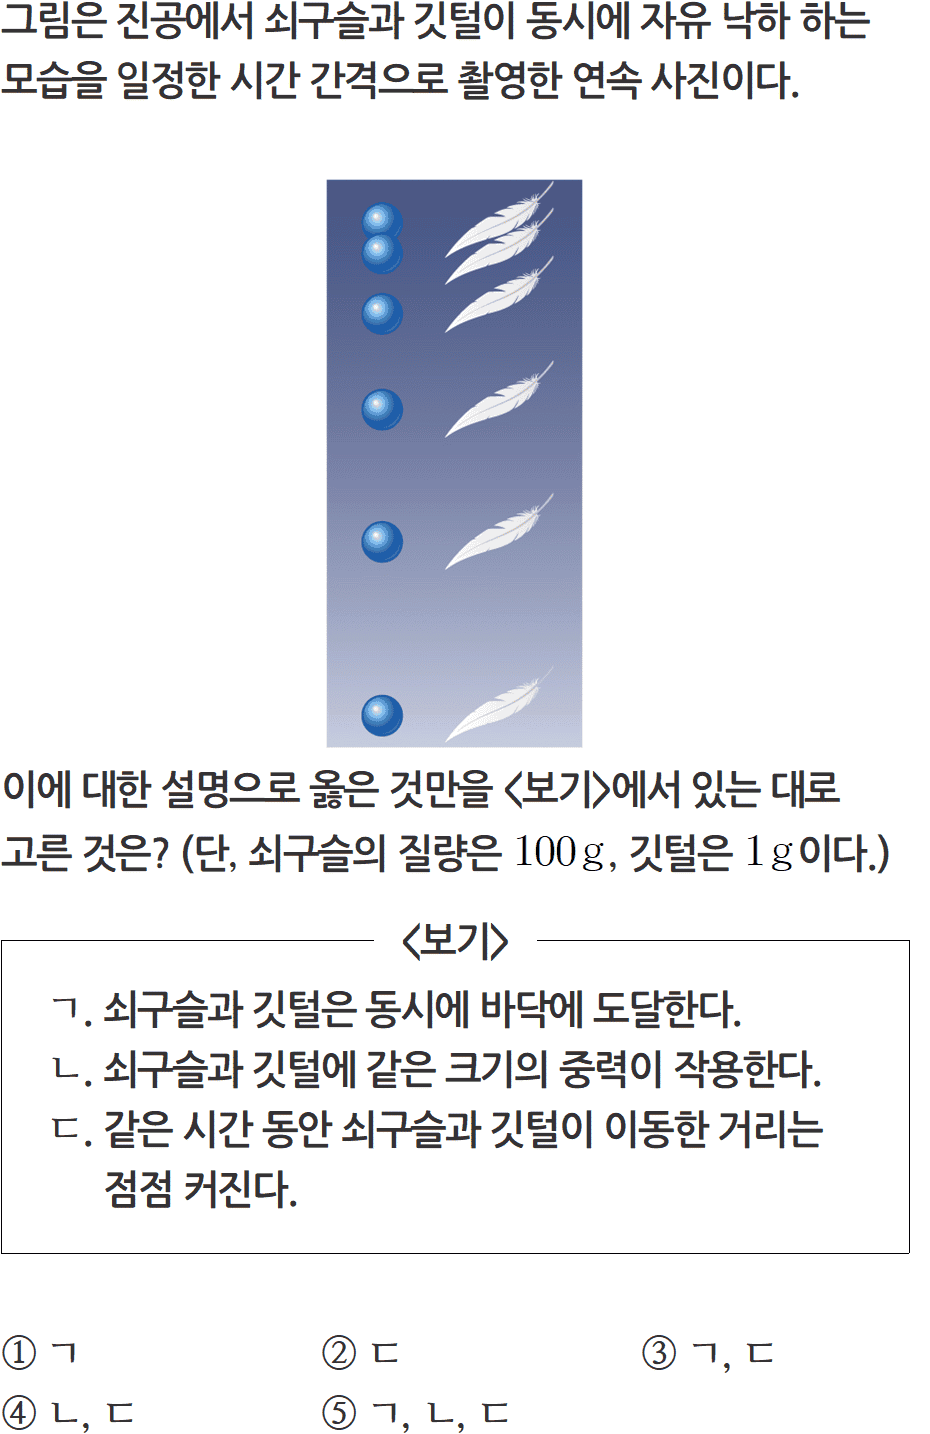 그림은 진공에서 쇠구슬과 깃털이 동시에 자유 낙하 하는
모습을 일정한 시간 간격으로 촬영한 연속 사진이다.
이에 대한 설명으로 옳은 것만을 <보기>에서 있는 대로
고른 것은? (단, 쇠구슬의 질량은 100g, 깃털은 1g이다.)
<보기>
ㄱ. 쇠구슬과 깃털은 동시에 바닥에 도달한다.
ㄴ. 쇠구슬과 깃털에 같은 크기의 중력이 작용한다.
ㄷ. 같은 시간 동안 쇠구슬과 깃털이 이동한 거리는
점점 커진다.
① ㄱ ② ㄷ ③ ㄱ, ㄷ
④ ㄴ, ㄷ ⑤ ㄱ, ㄴ, ㄷ